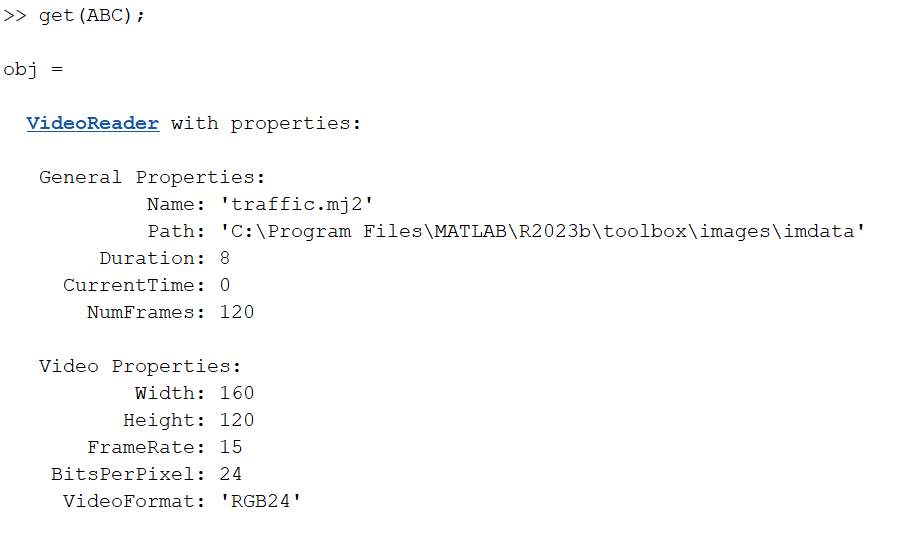 >> get(ABC);
obj =
VideoReader with properties:
General Properties:
Name: 'traffic.mj2'
Path: 'C:\Program Files\MATLAB\R2023b\toolbox\images\imdata'
Duration: 8
CurrentTime: 0
NumFrames: 120
Video Properties:
Width: 160
Height: 120
FrameRate: 15
BitsPerPixel: 24
VideoFormat: 'RGB24'